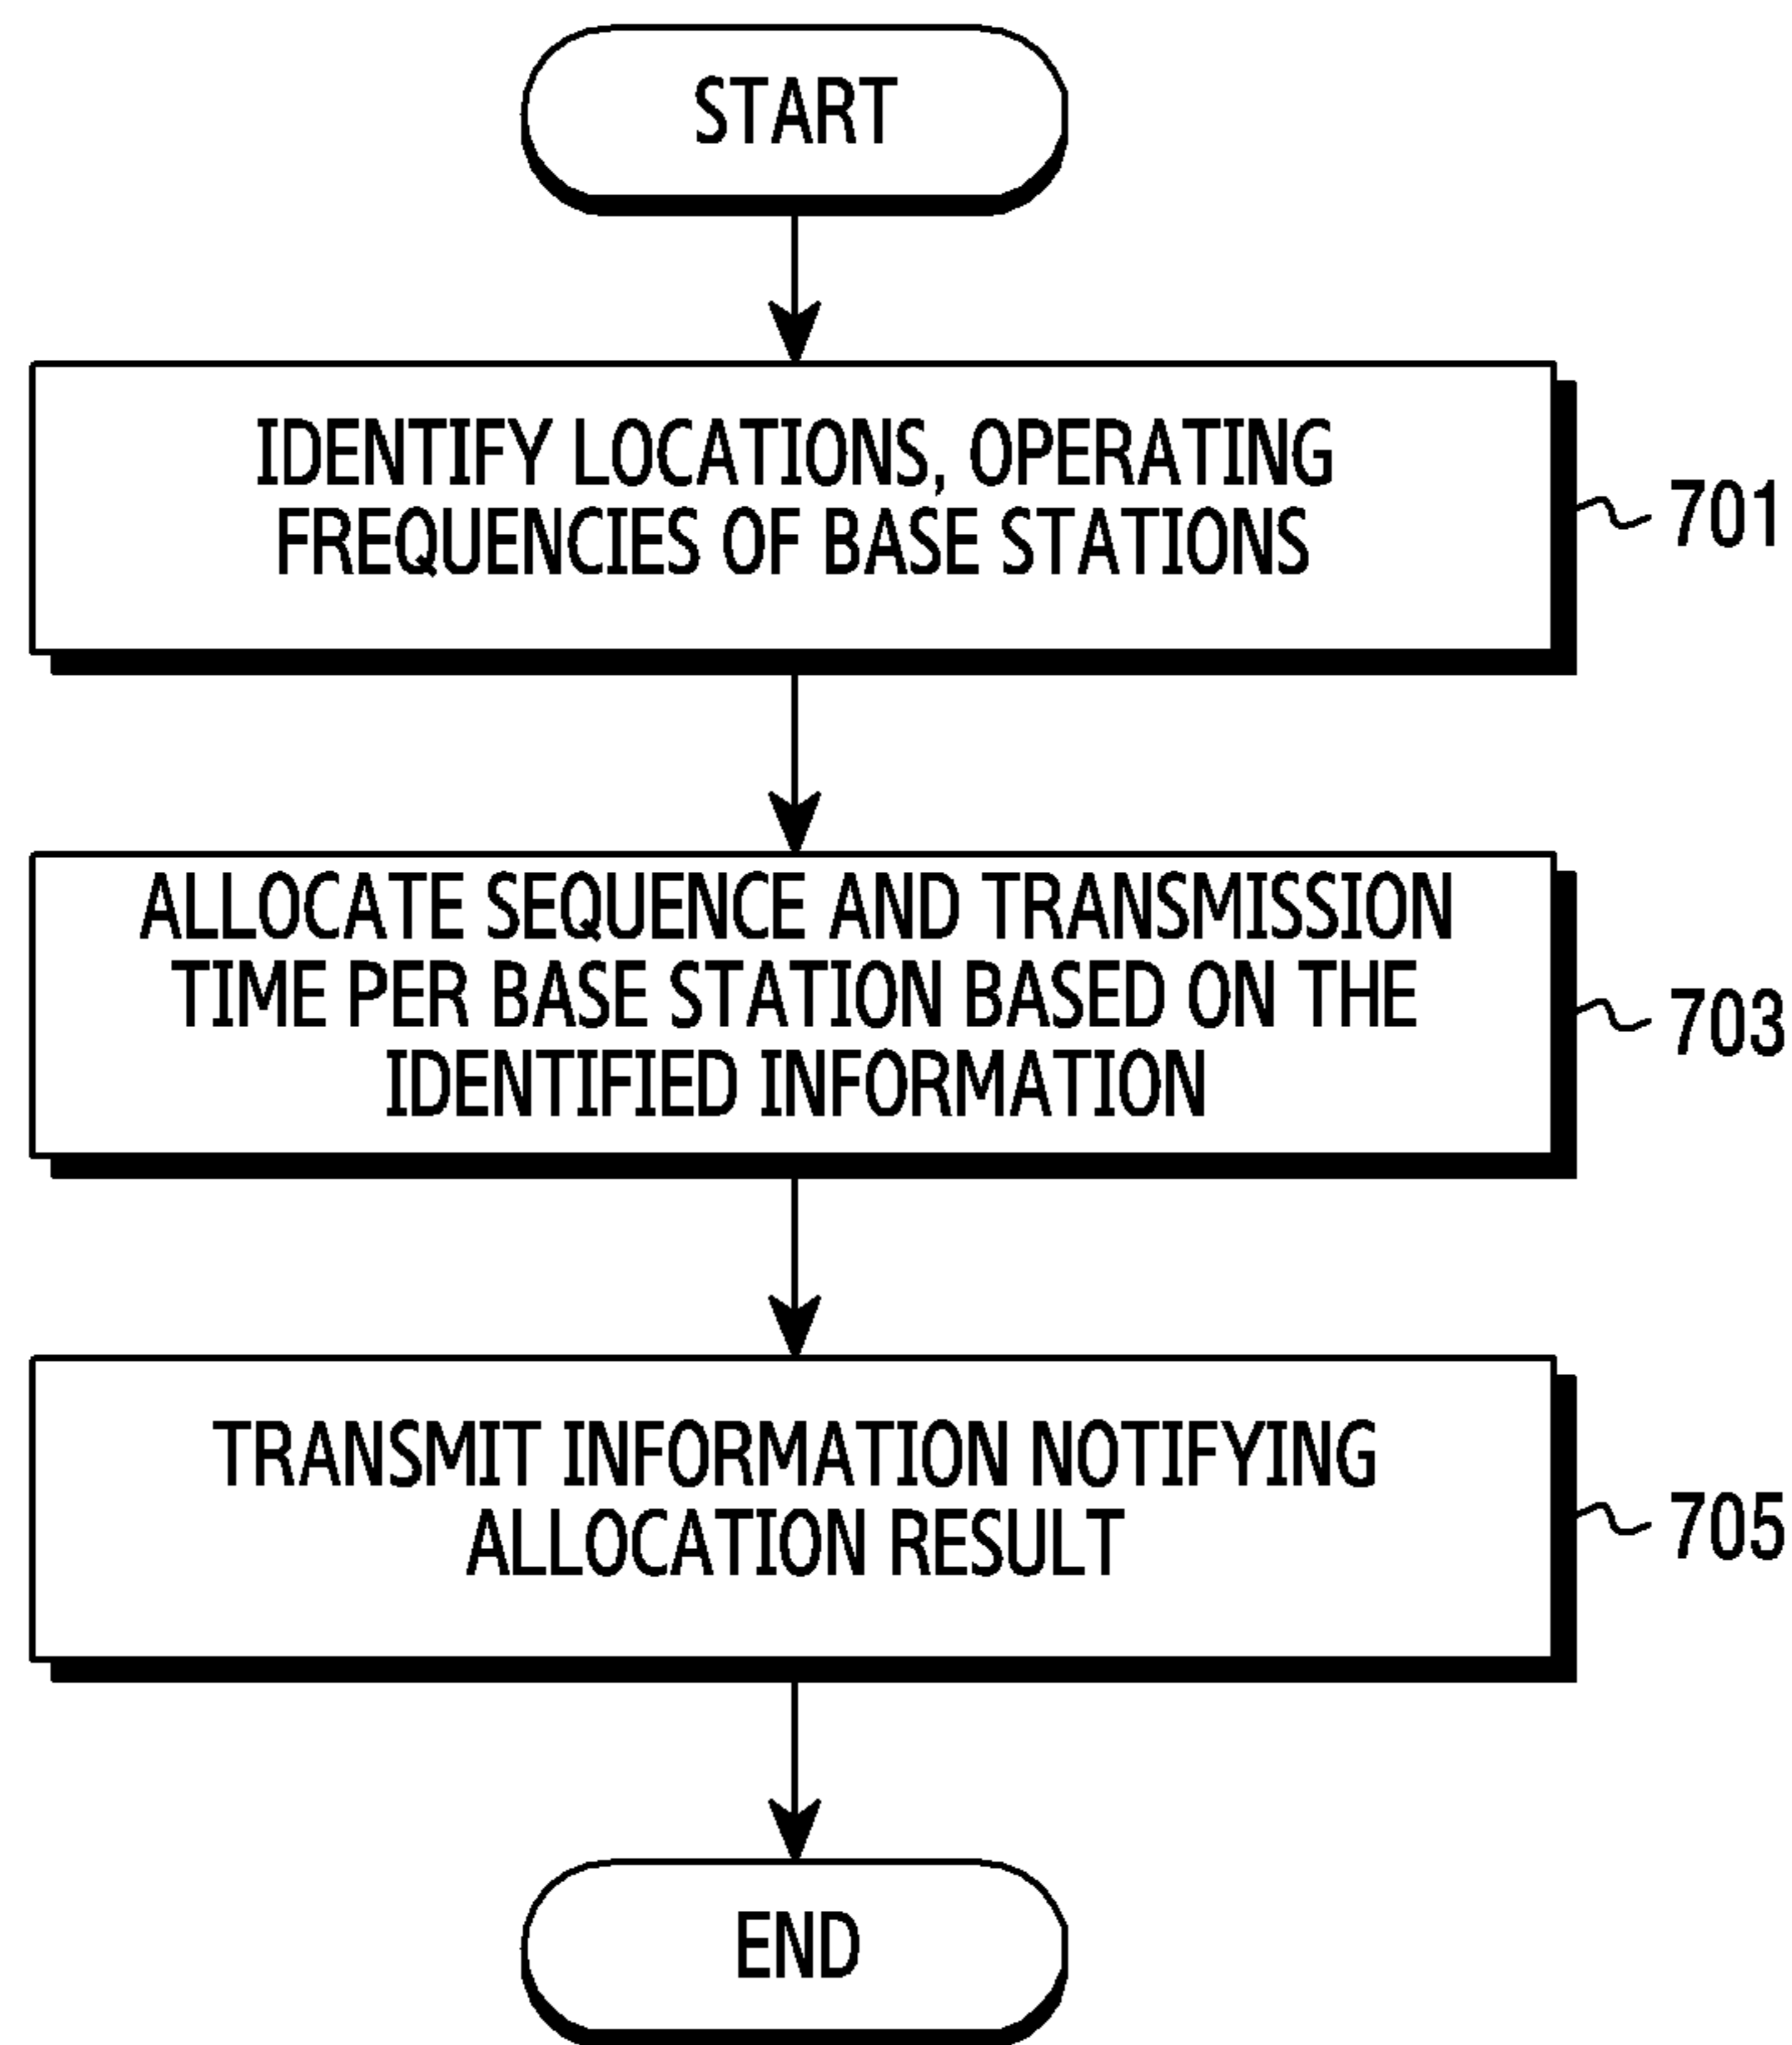 START
IDENTIFY LOCATIONS, OPERATING
FREQUENCIES OF BASE STATIONS
701
ALLOCATE SEQUENCE AND TRANSMISSION
TIME PER BASE STATION BASED ON THE
IDENTIFIED INFORMATION
703
TRANSMIT INFORMATION NOTIFYING
ALLOCATION RESULT
705
END